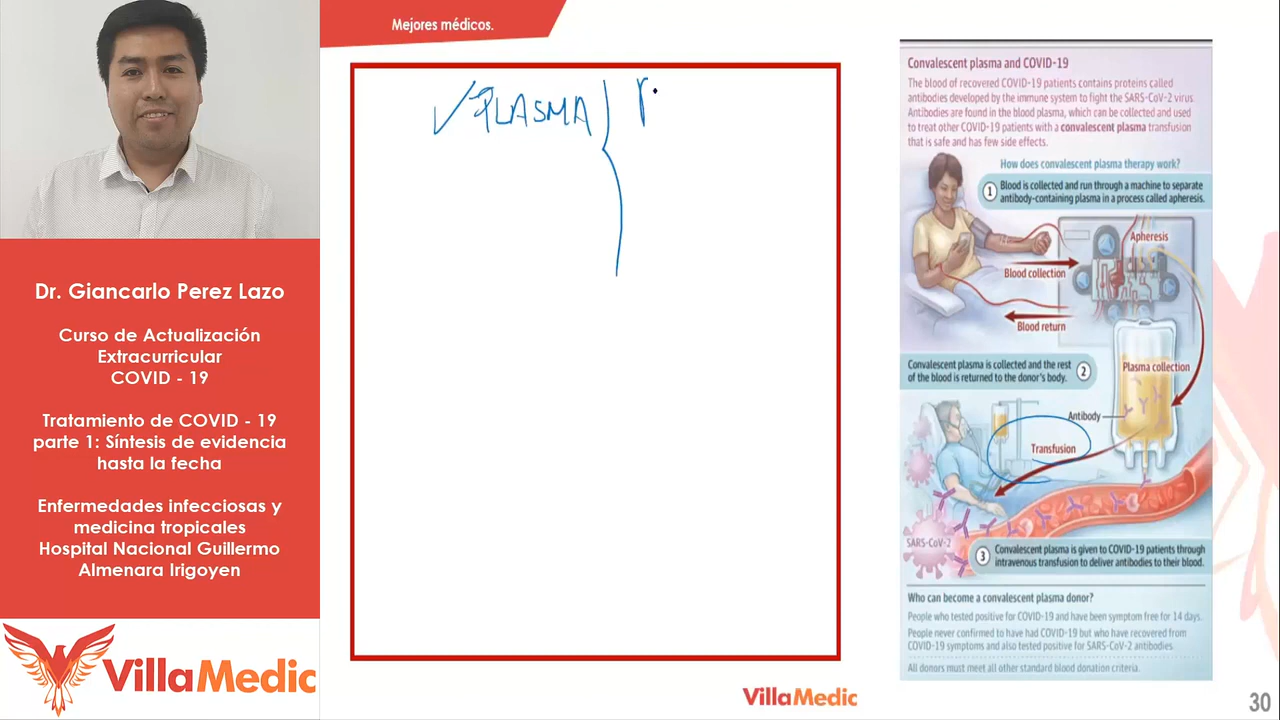 Mejores médicos.
✓ PLASMA
Dr. Giancarlo Perez Lazo
Curso de Actualización
Extracurricular
COVID - 19
Tratamiento de COVID - 19
parte 1: Síntesis de evidencia
hasta la fecha
Enfermedades infecciosas y
medicina tropicales
Hospital Nacional Guillermo
Almenara Irigoyen
VillaMedic
Convalescent plasma and COVID-19
The blood of recovered COVID-19 patients contains proteins called
antibodies developed by the immune system to fight the SARS-CoV-2 virus.
Antibodies are found in the blood plasma, which can be collected and used
to treat other COVID-19 patients with a convalescent plasma transfusion
that is safe and has few side effects.
How does convalescent plasma therapy work?
1 Blood is collected and run through a machine to separate
antibody-containing plasma in a process called apheresis.
Apheresis
Blood collection
Blood return
Convalescent plasma is collected and the rest
of the blood is returned to the donor's body. 2
Plasma collection
Antibody
Transfusion
SARS-CoV-2
3 Convalescent plasma is given to COVID-19 patients through
intravenous transfusion to deliver antibodies to their blood.
Who can become a convalescent plasma donor?
People who tested positive for COVID-19 and have been symptom free for 14 days.
People never confirmed to have had COVID-19 but who have recovered from
COVID-19 symptoms and also tested positive for SARS-CoV-2 antibodies
All donors must meet all other standard blood donation criteria.
VillaMedic
30